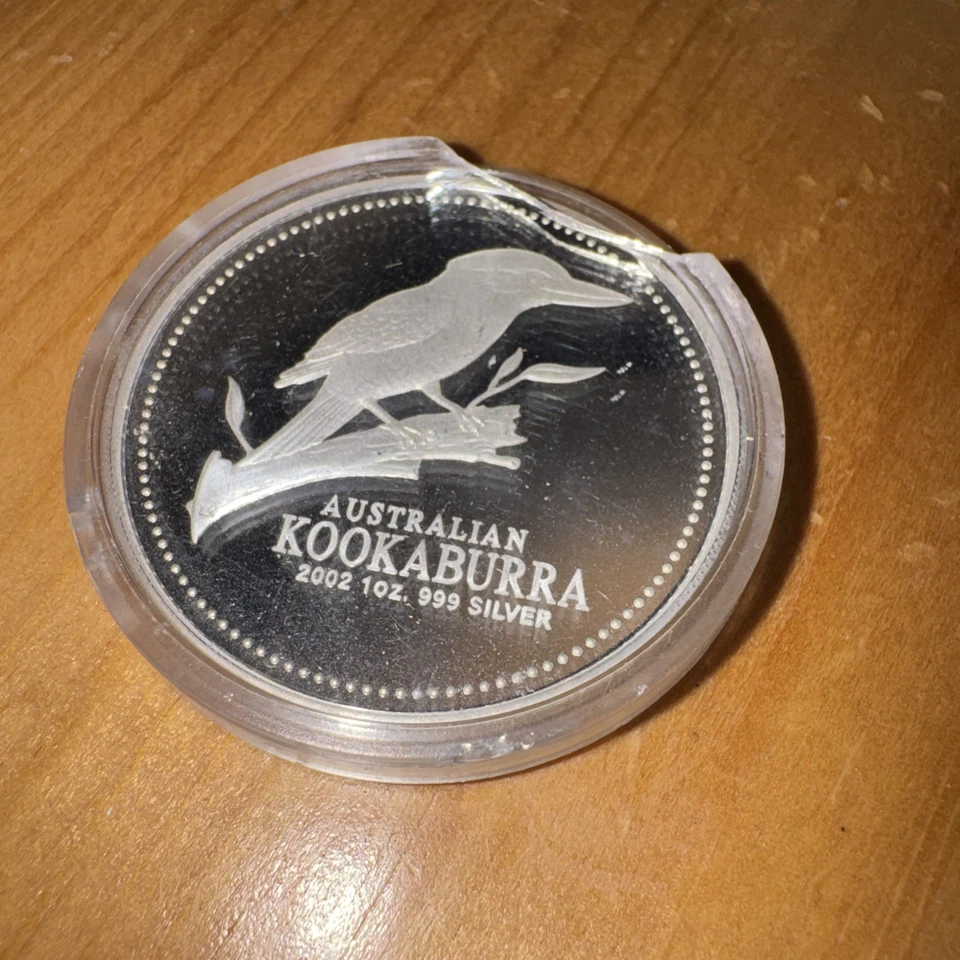 AUSTRALIAN
KOOKABURRA
2002 1oz. 999 SILVER